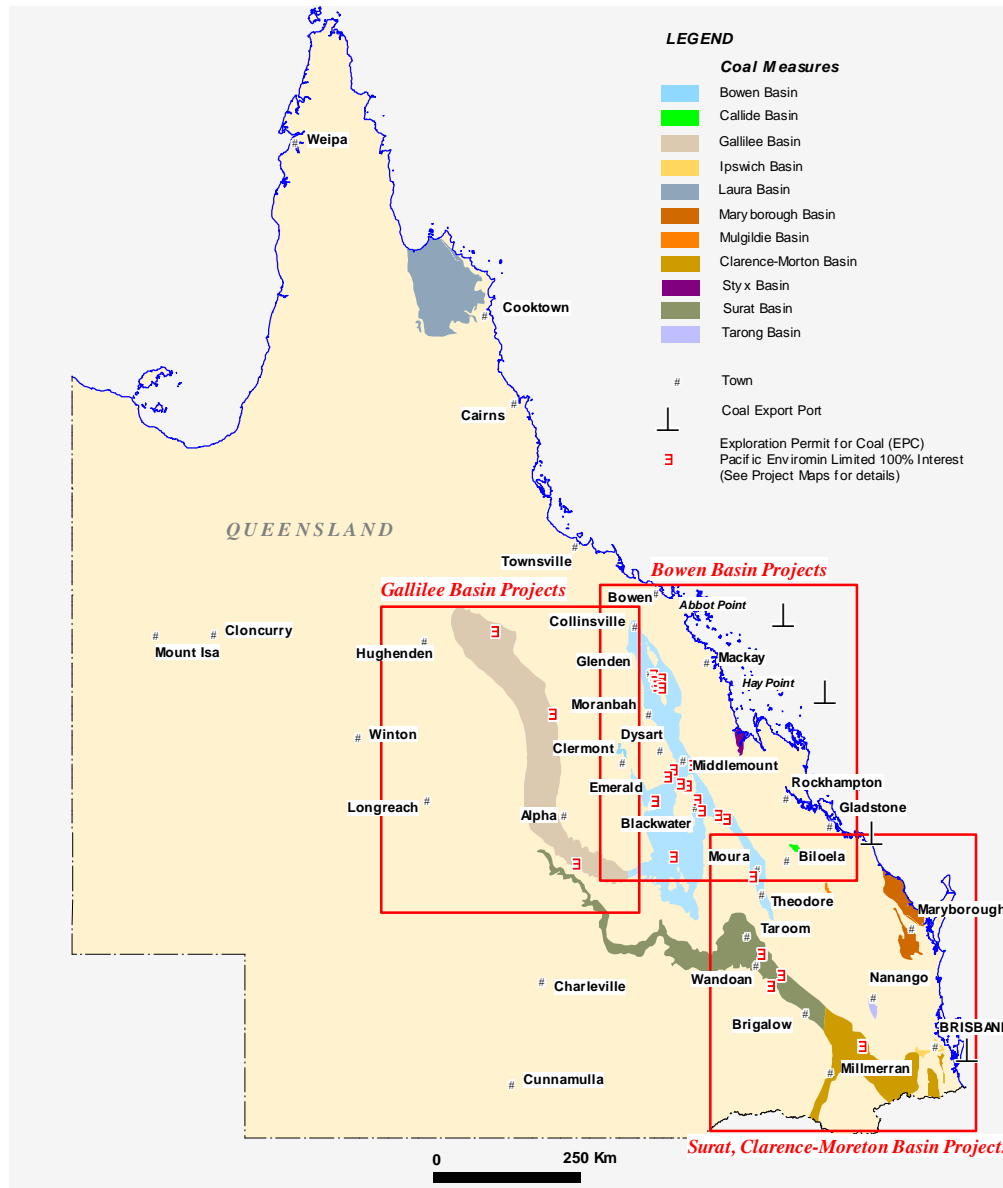 LEGEND
Coal Measures
Bowen Basin
Callide Basin
Gallilee Basin
Ipswich Basin
Laura Basin
Maryborough Basin
Mulgildie Basin
Clarence-Morton Basin
Styx Basin
Surat Basin
Tarong Basin
# Town
Coal Export Port
Exploration Permit for Coal (EPC)
Pacific Enviromin Limited 100% Interest
(See Project Maps for details)
Weipa
Cooktown
Cairns
QUEENSLAND
Townsville
Bowen Basin Projects
Gallilee Basin Projects
Bowen
Abbot Point
Collinsville
Cloncurry
Mount Isa
Hughenden
Glenden
Mackay
Hay Point
Moranbah
Winton
Dysart
Clermont
Middlemount
Emerald
Rockhampton
Longreach
Gladstone
Alpha
Blackwater
Moura
Biloela
Theodore
Maryborough
Taroom
Wandoan
Nanango
Charleville
Brigalow
BRISBAN
Millmerran
Cunnamulla
Surat, Clarence-Moreton Basin Project
0 250 Km